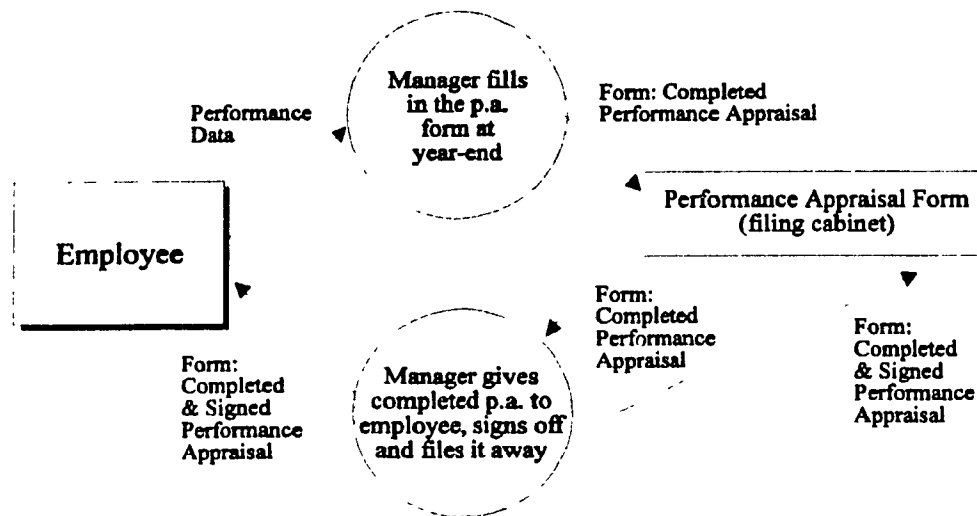 Manager fills
in the p.a.
form at
year-end
Performance
Data
Form: Completed
Performance Appraisal
Performance Appraisal Form
(filing cabinet)
Employee
Form:
Completed
Performance
Appraisal
Form:
Completed
& Signed
Performance
Appraisal
Form:
Completed
& Signed
Performance
Appraisal
Manager gives
completed p.a. to
employee, signs off
and files it away